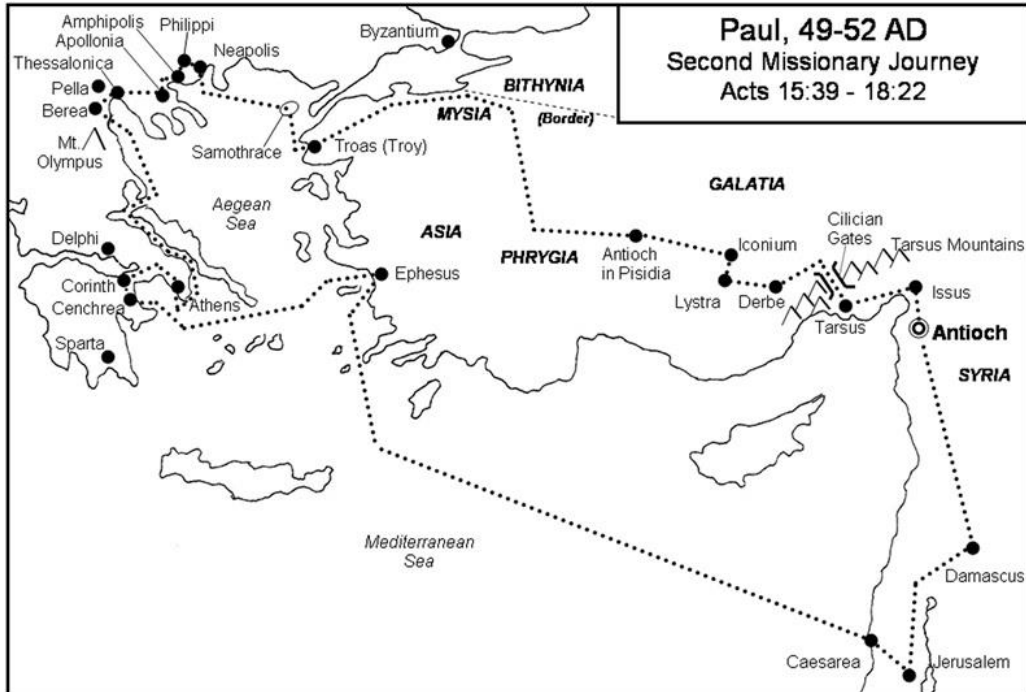 Paul, 49-52 AD
Second Missionary Journey
Acts 15:39 - 18:22
Amphipolis
Apollonia
Thessalonica
Pella
Berea
Mt.
Olympus
Philippi
Neapolis
Byzantium
BITHYNIA
MYSIA
(Border)
Samothrace
Troas (Troy)
Aegean
Sea
GALATIA
ASIA
PHRYGIA
Antioch
in Pisidia
Iconium
Cilician
Gates
Tarsus Mountains
Delphi
Corinth
Cenchrea
Athens
Sparta
Ephesus
Lystra
Derbe
Tarsus
Issus
Antioch
SYRIA
Mediterranean
Sea
Damascus
Caesarea
Jerusalem